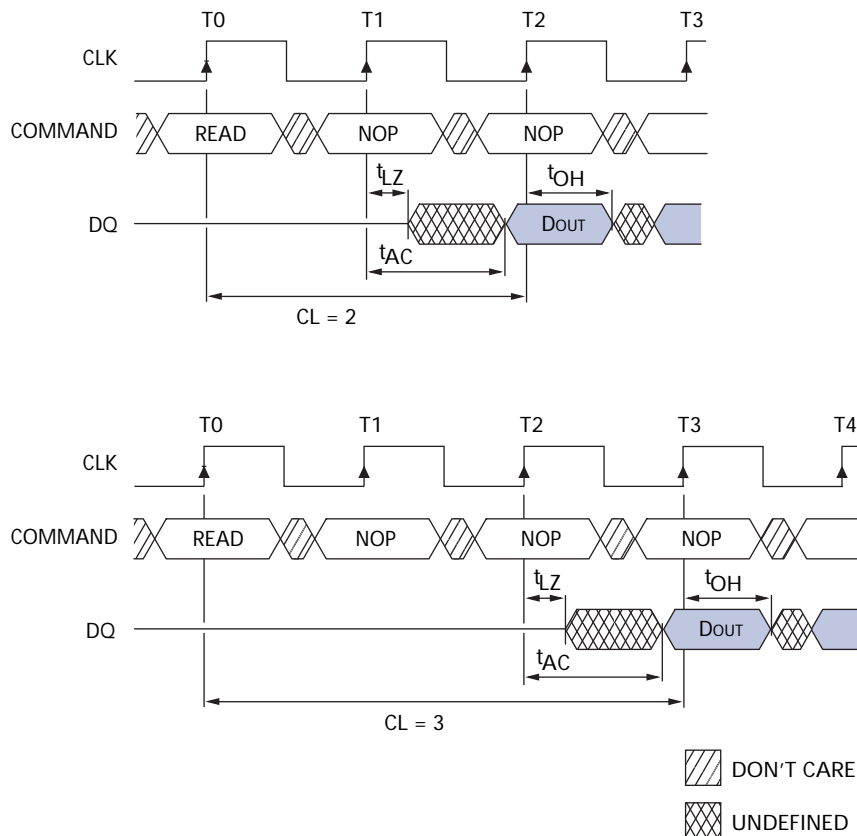 T0 T1 T2 T3
CLK
COMMAND READ NOP NOP
tLZ tOH
DQ DOUT
tAC
CL = 2
T0 T1 T2 T3 T4
CLK
COMMAND READ NOP NOP NOP
tLZ tOH
DQ DOUT
tAC
CL = 3
DON'T CARE
UNDEFINED